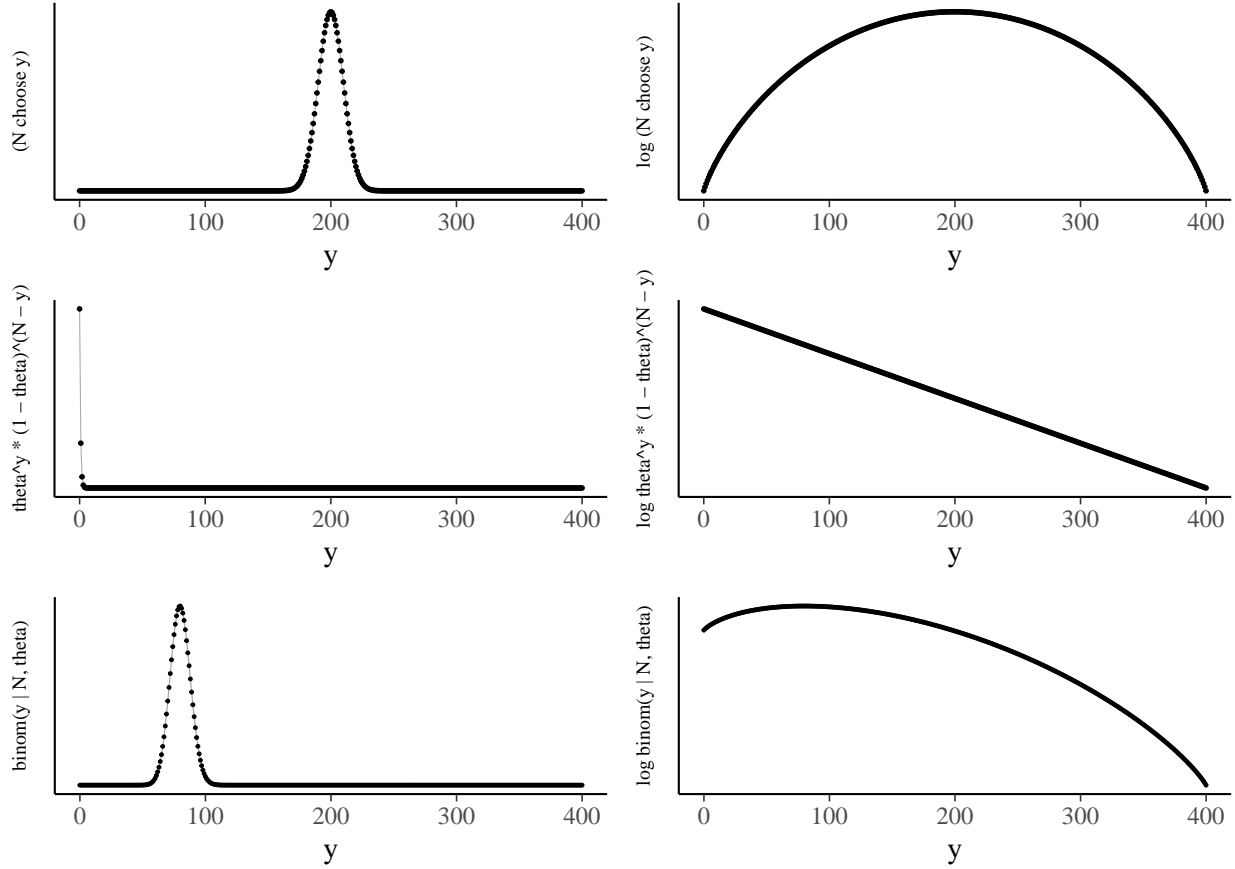 (N choose y)
0 100 200 300 400
y
log (N choose y)
0 100 200 300 400
y
theta^y * (1 − theta)^(N − y)
0 100 200 300 400
y
log theta^y * (1 − theta)^(N − y)
0 100 200 300 400
y
binom(y | N, theta)
0 100 200 300 400
y
log binom(y | N, theta)
0 100 200 300 400
y